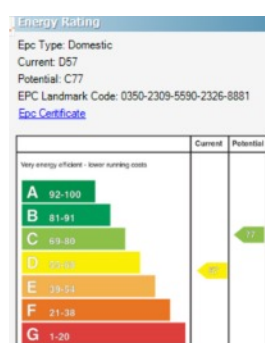 Energy Rating
Epc Type: Domestic
Current: D57
Potential: C77
EPC Landmark Code: 0350-2309-5590-2326-8881
Epc Certificate
Current Potential
Very energy efficient - lower running costs
A 92-100
B 81-91
C 69-80
77
D
E 39-54
F 21-38
G 1-20